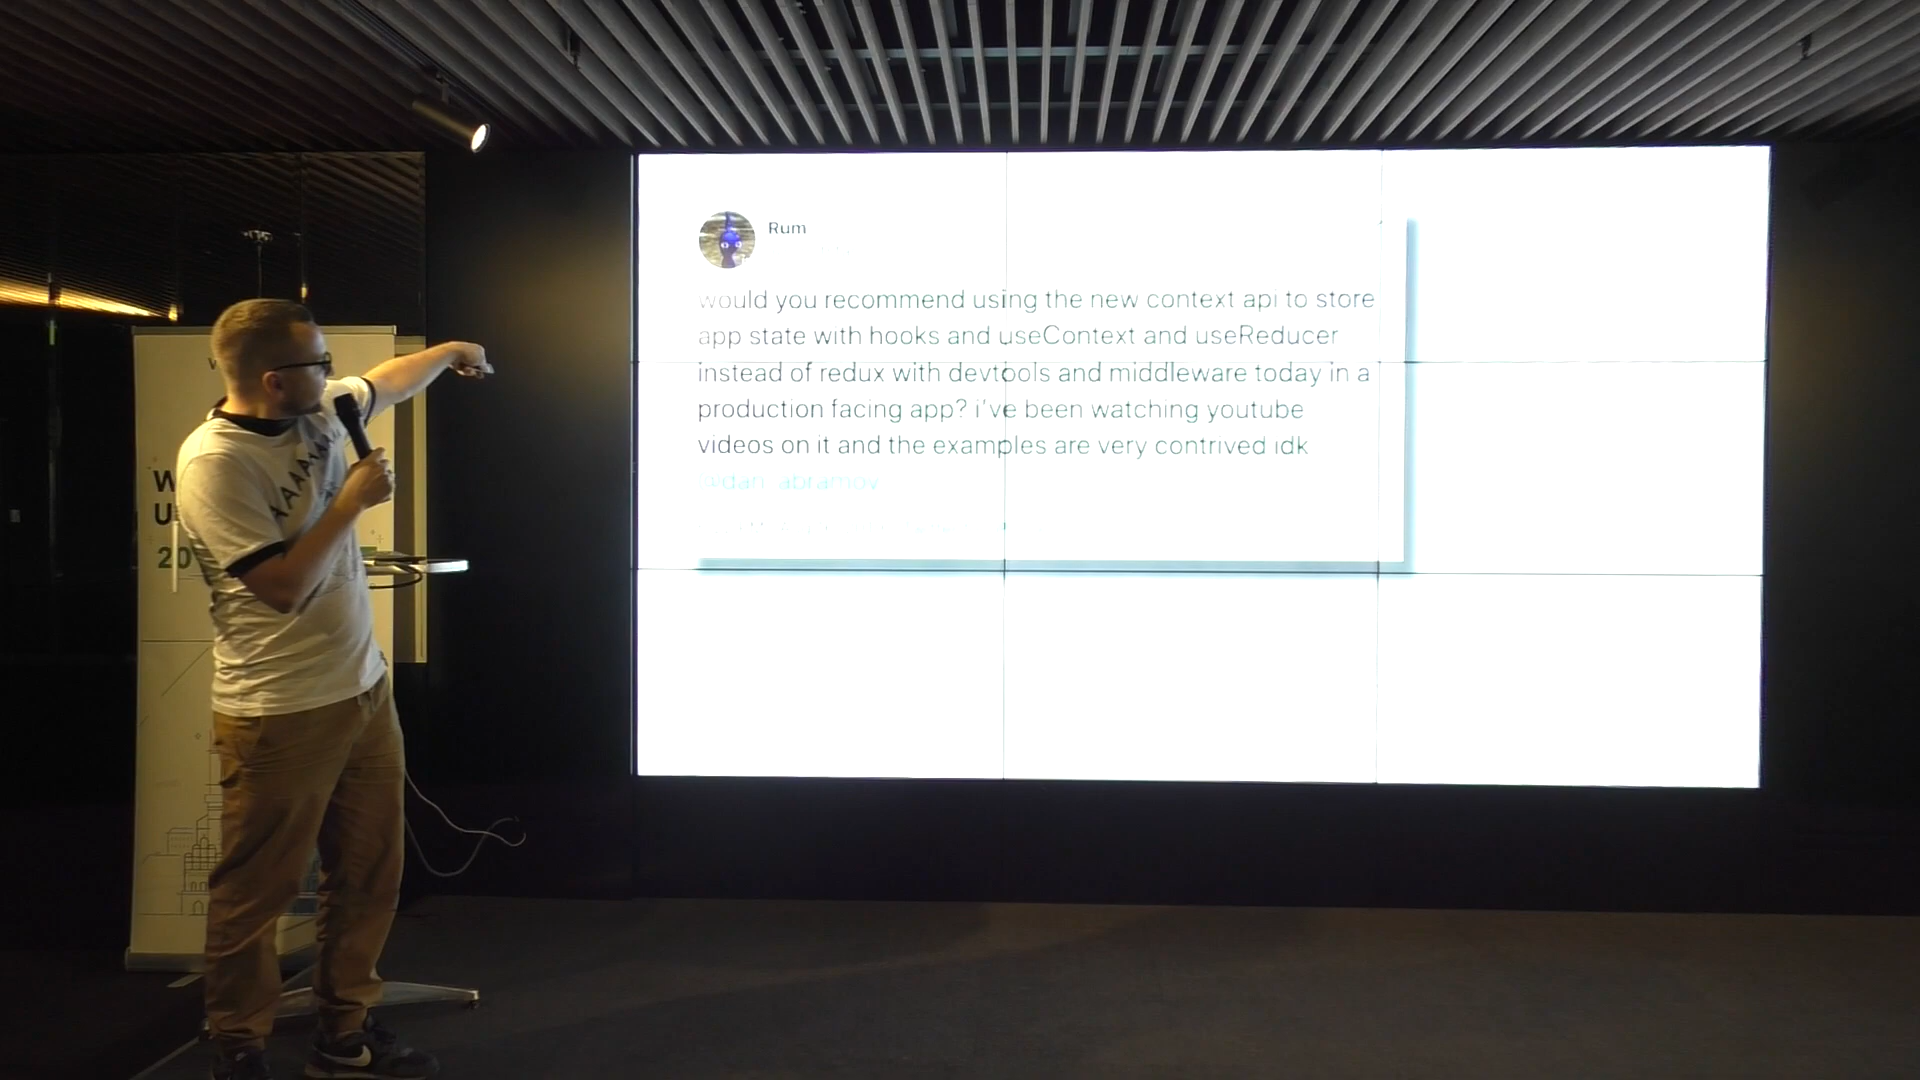 Rum
would you recommend using the new context api to store
app state with hooks and useContext and useReducer
instead of redux with devtools and middleware today in a
production facing app? i've been watching youtube
videos on it and the examples are very contrived idk
@dan_abramov
W
U
20
AAAAAAA